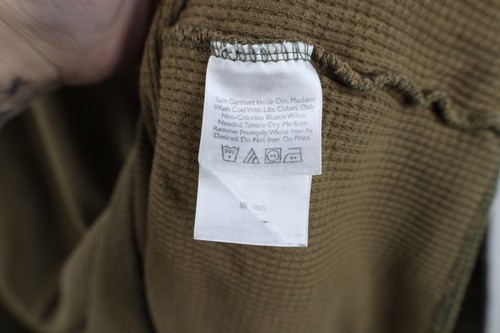 Turn Garment Inside Out, Machine
Wash Cold With Like Colors, Only
Non-Chlorine Bleach When
Needed, Tumble Dry Medium
Remove Promptly, Warm Iron As
Desired Do Not Iron On Print.
30C